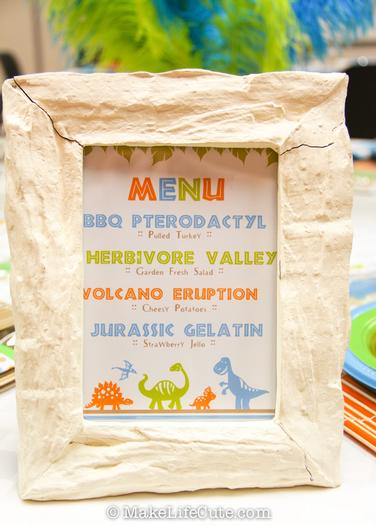 MENU
BBQ PTERODACTYL
:: Pulled Turkey ::
HERBIVORE VALLEY
:: Garden Fresh Salad ::
VOLCANO ERUPTION
:: Cheesy Potatoes ::
JURASSIC GELATIN
:: Strawberry Jello ::
© MakeLifeCute.com